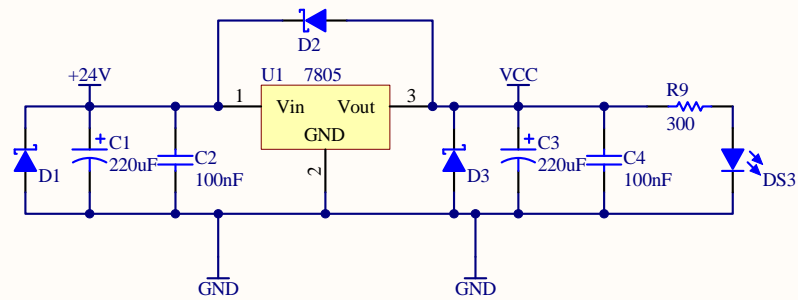 D2
+24V
U1 7805
VCC
1
Vin Vout
3
GND
2
R9
300
D1
C1
220uF
C2
100nF
D3
C3
220uF
C4
100nF
DS3
GND
GND